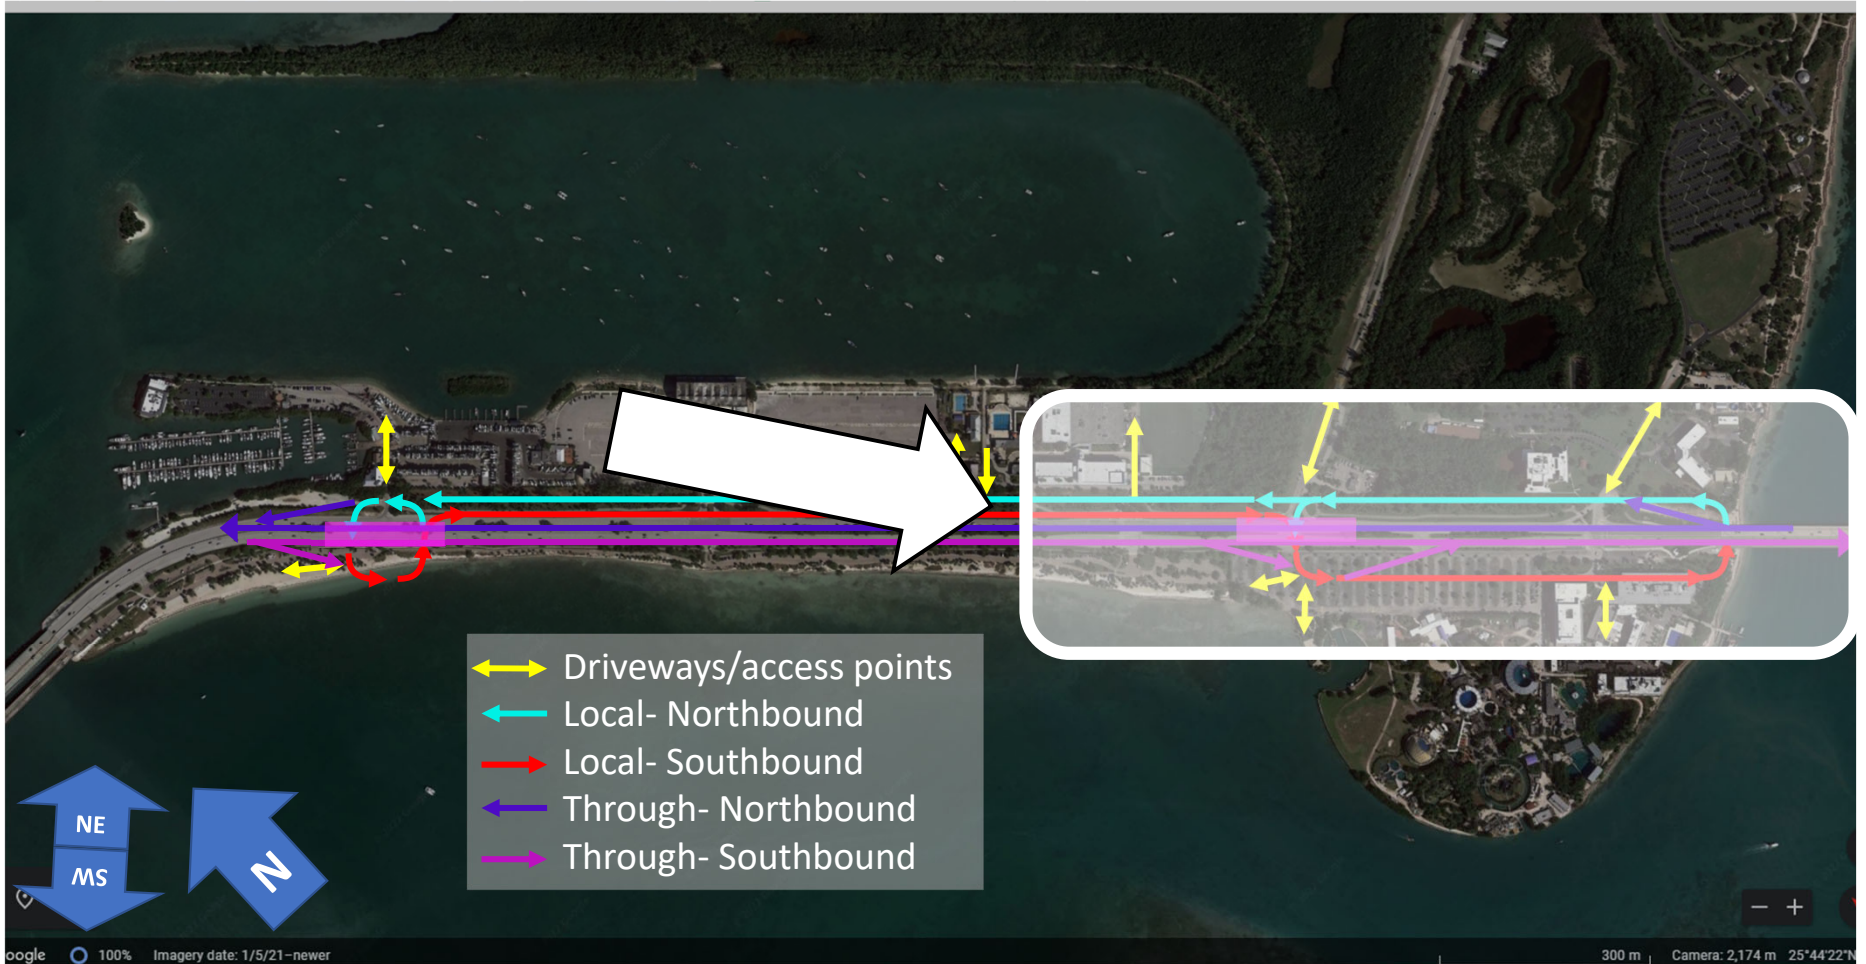 Driveways/access points
Local- Northbound
Local- Southbound
Through- Northbound
Through- Southbound
NE
SW
N
oogle 100% Imagery date: 1/5/21–newer 300 m Camera: 2,174 m 25°44'22"N